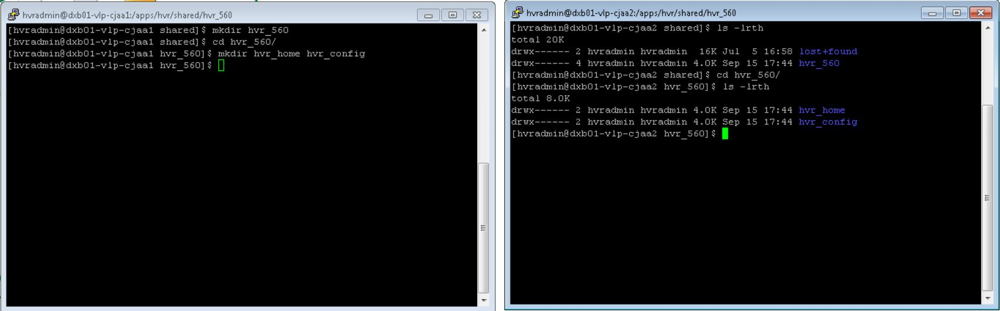 hvradmin@dxb01-vlp-cjaa1:/apps/hvr/shared/hvr_560
[hvradmin@dxb01-vlp-cjaa1 shared]$ mkdir hvr_560
[hvradmin@dxb01-vlp-cjaa1 shared]$ cd hvr_560/
[hvradmin@dxb01-vlp-cjaa1 hvr_560]$ mkdir hvr_home hvr_config
[hvradmin@dxb01-vlp-cjaa1 hvr_560]$
hvradmin@dxb01-vlp-cjaa2:/apps/hvr/shared/hvr_560
[hvradmin@dxb01-vlp-cjaa2 shared]$ ls -lrth
total 20K
drwx------ 2 hvradmin hvradmin  16K Jul  5 16:58 lost+found
drwx------ 4 hvradmin hvradmin 4.0K Sep 15 17:44 hvr_560
[hvradmin@dxb01-vlp-cjaa2 shared]$ cd hvr_560/
[hvradmin@dxb01-vlp-cjaa2 hvr_560]$ ls -lrth
total 8.0K
drwx------ 2 hvradmin hvradmin 4.0K Sep 15 17:44 hvr_home
drwx------ 2 hvradmin hvradmin 4.0K Sep 15 17:44 hvr_config
[hvradmin@dxb01-vlp-cjaa2 hvr_560]$